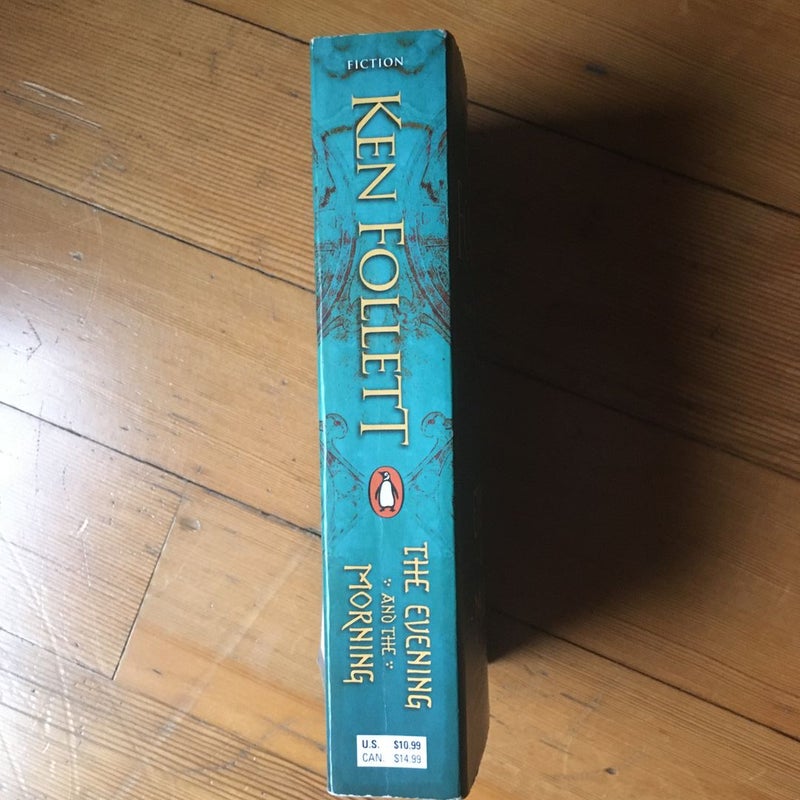 FICTION
KEN FOLLETT
THE EVENING
AND THE
MORNING
U.S. $10.99
CAN. $14.99